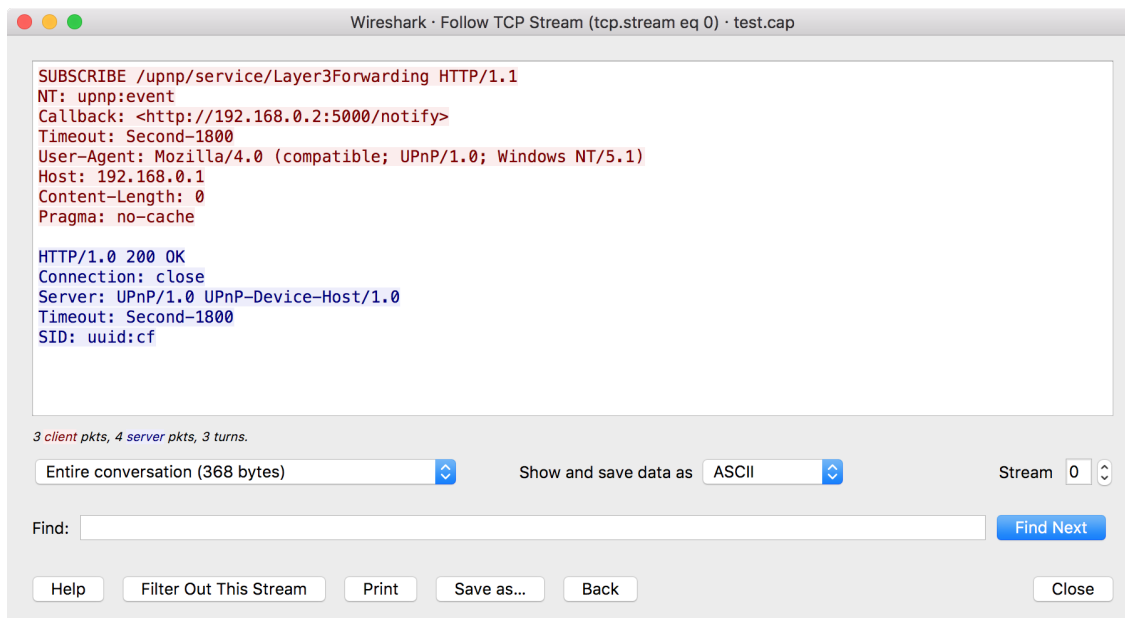 Wireshark · Follow TCP Stream (tcp.stream eq 0) · test.cap
SUBSCRIBE /upnp/service/Layer3Forwarding HTTP/1.1
NT: upnp:event
Callback: <http://192.168.0.2:5000/notify>
Timeout: Second-1800
User-Agent: Mozilla/4.0 (compatible; UPnP/1.0; Windows NT/5.1)
Host: 192.168.0.1
Content-Length: 0
Pragma: no-cache
HTTP/1.0 200 OK
Connection: close
Server: UPnP/1.0 UPnP-Device-Host/1.0
Timeout: Second-1800
SID: uuid:cf
3 client pkts, 4 server pkts, 3 turns.
Entire conversation (368 bytes) Show and save data as ASCII Stream 0
Find: Find Next
Help Filter Out This Stream Print Save as... Back Close